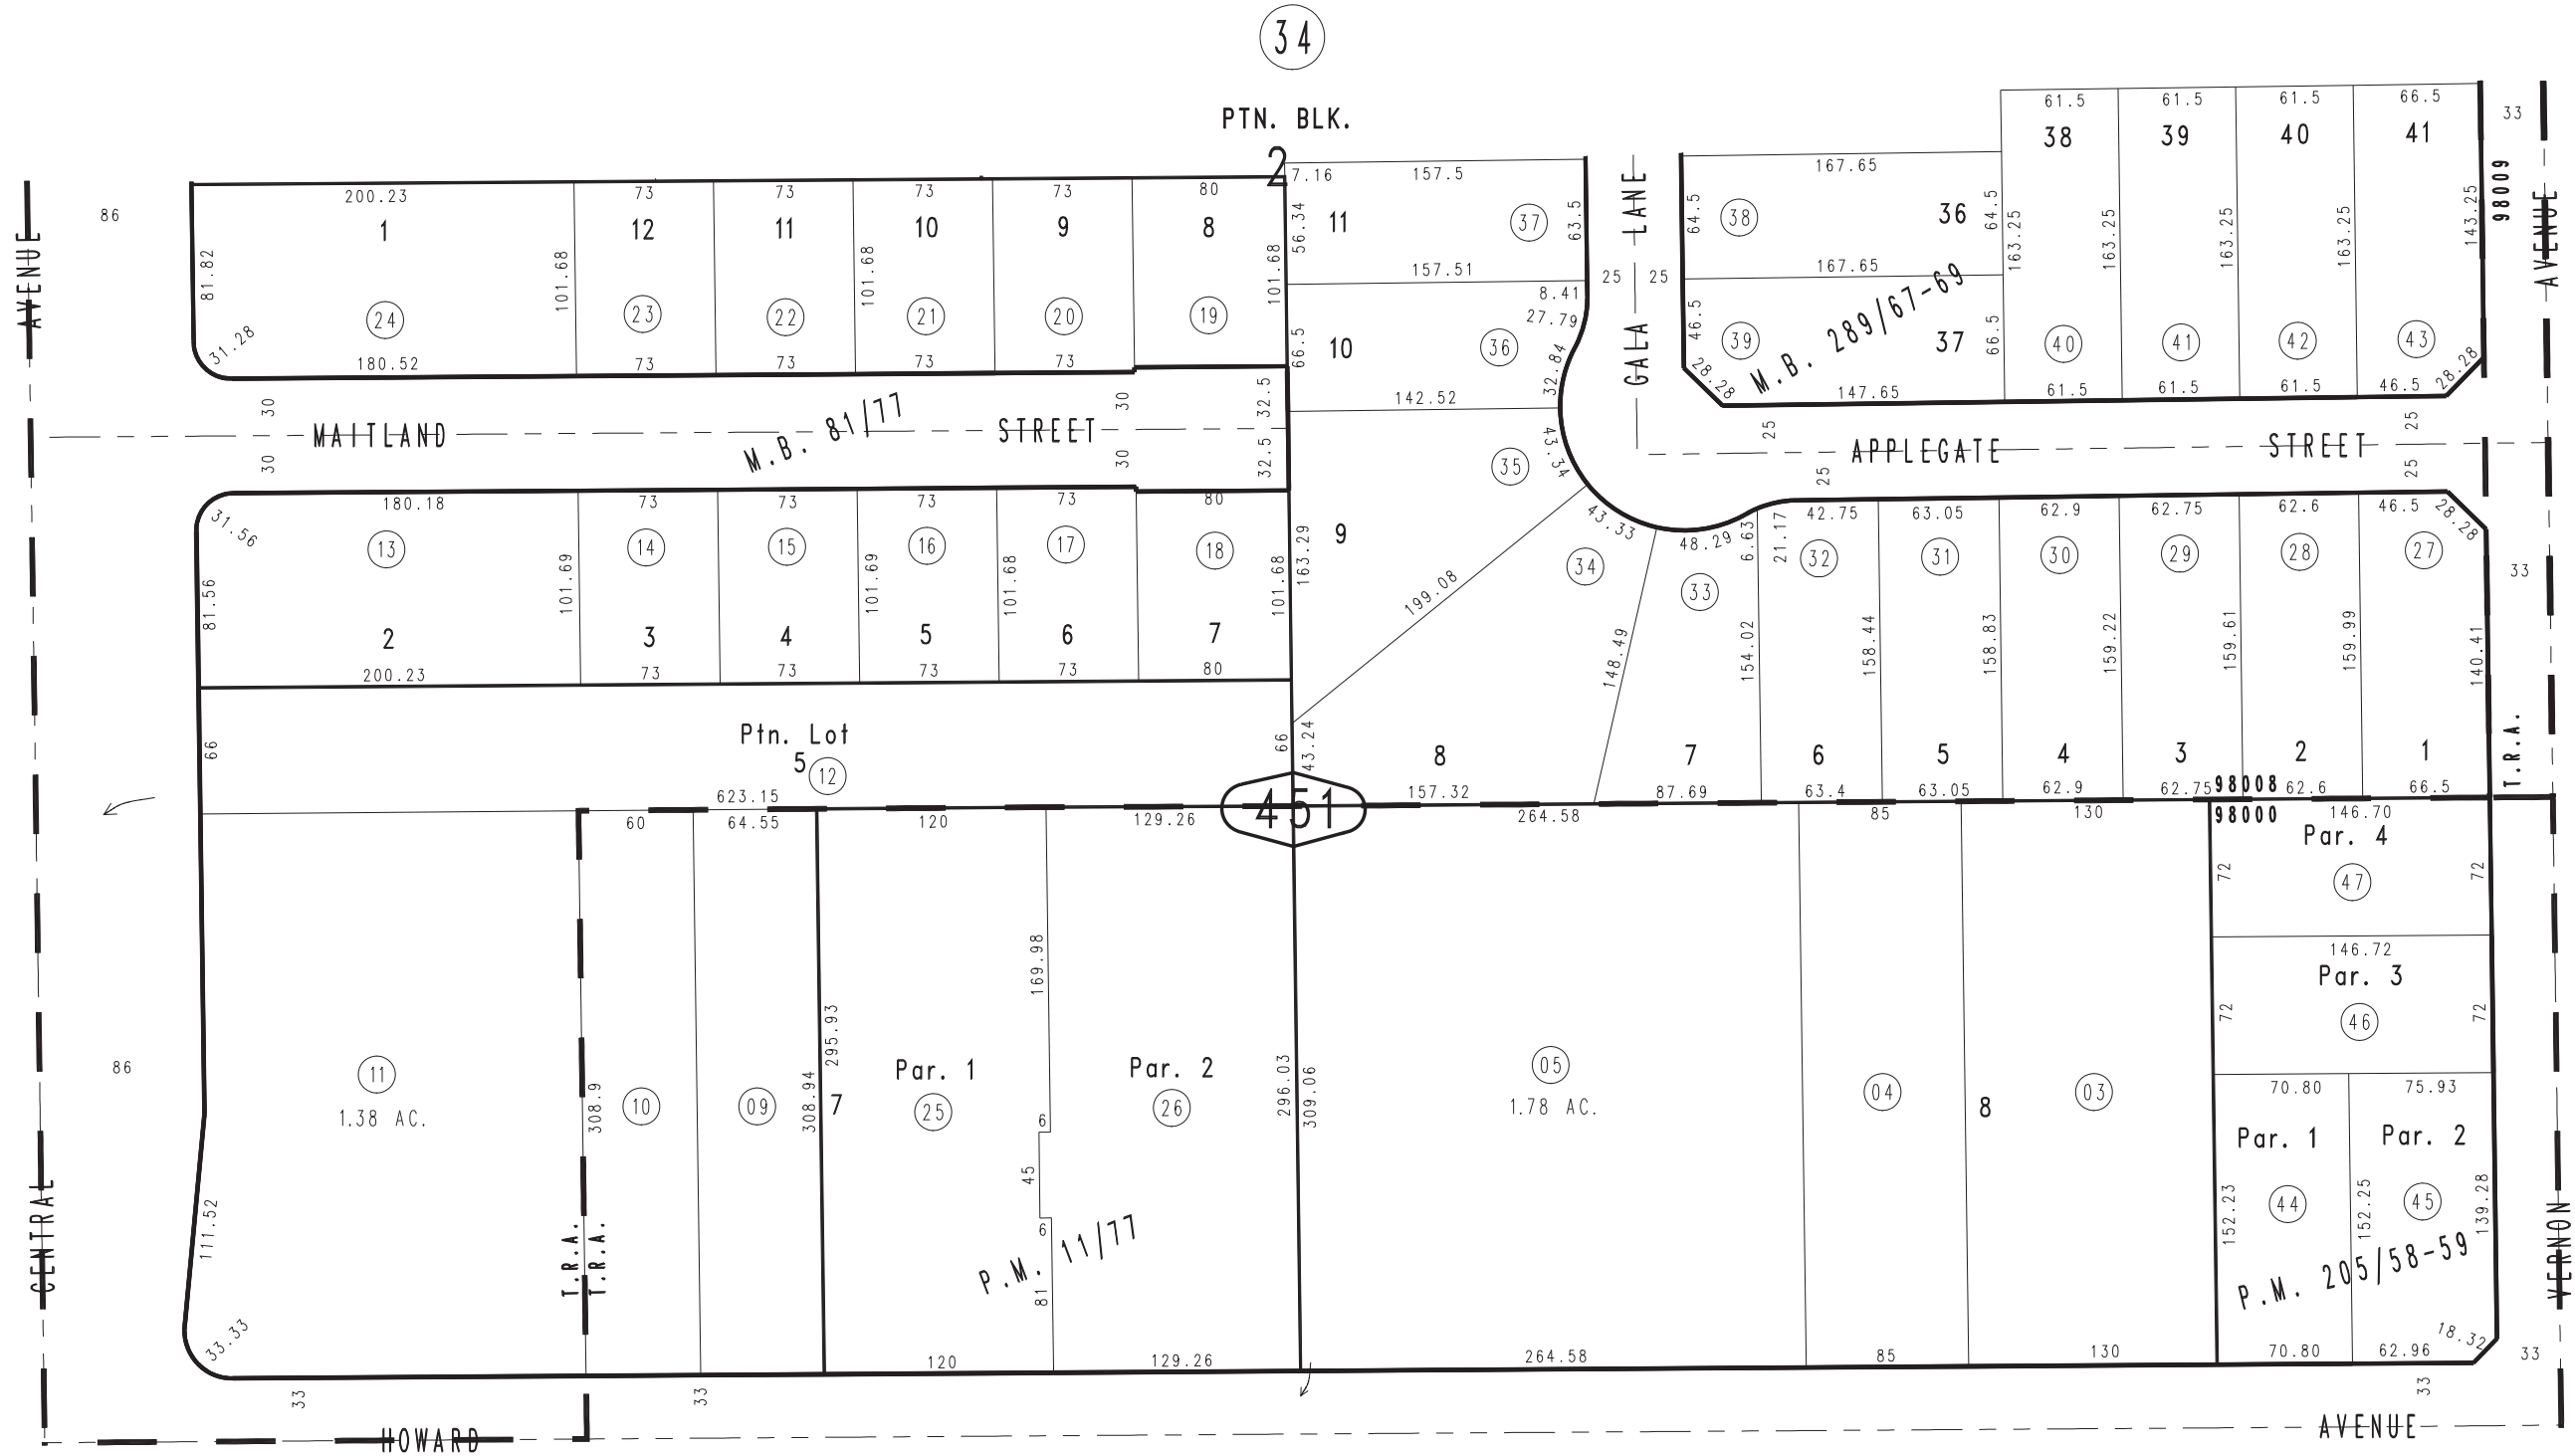 34
PTN. BLK.
2
61.5 61.5 61.5 66.5
33
38 39 40 41
98009
7.16 157.5
167.65
200.23 73 73 73 73 80
86
1 12 11 10 9 8
56.34 11 37 63.5
LANE
64.5 38 36 64.5
163.25 163.25 163.25 163.25 143.25
AVENUE
AVENUE
81.82 101.68 101.68 101.68
157.51
25 25
167.65
8.41
27.79
24 23 22 21 20 19
31.28
180.52 73 73 73 73
66.5 10 36 32.84
GALA
46.5 39 37 66.5
M.B. 289/67-69
40 41 42 43
28.28
28.28
142.52
147.65 61.5 61.5 61.5 46.5
30 30 32.5
MAITLAND STREET
M.B. 81/77
30 30 32.5
25 25
APPLEGATE STREET
25 25
35
43.34
180.18 73 73 73 73 80
31.56
13 14 15 16 17 18
81.56 101.69 101.69 101.68 101.68
163.29 9
43.33
34
48.29 6.63
21.17
42.75 63.05 62.9 62.75 62.6 46.5
28.28
33 32 31 30 29 28 27
33
199.08
148.49
154.02 158.44 158.83 159.22 159.61 159.99 140.41
2 3 4 5 6 7
200.23 73 73 73 73 80
66
Ptn. Lot
5 12
66 43.24
8 7 6 5 4 3 2 1
T.R.A.
157.32 87.69 63.4 63.05 62.9 62.75 98008 62.6 66.5
623.15
451
60 64.55 120 129.26
264.58 85 130 98000 146.70
Par. 4
72 47 72
146.72
Par. 3
72 46 72
169.98
295.93
70.80 75.93
86
11
1.38 AC.
308.9 10 09 308.94 7
Par. 1
25
Par. 2
26
296.03 309.06
05
1.78 AC.
04 8 03
Par. 1 Par. 2
44 45
152.23 152.25 139.28
6
45
6
81
P.M. 11/77
P.M. 205/58-59
CENTRAL
111.52
T.R.A.
T.R.A.
VERNON
33.33
18.32
120 129.26 264.58 85 130 70.80 62.96
33
33 33 33
HOWARD AVENUE